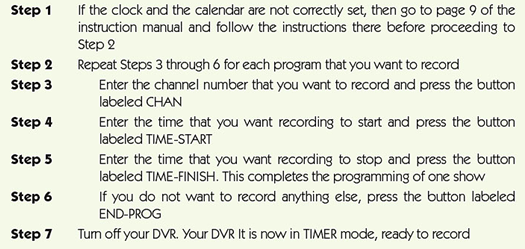 Step 1 If the clock and the calendar are not correctly set, then go to page 9 of the
instruction manual and follow the instructions there before proceeding to
Step 2
Step 2 Repeat Steps 3 through 6 for each program that you want to record
Step 3 Enter the channel number that you want to record and press the button
labeled CHAN
Step 4 Enter the time that you want recording to start and press the button
labeled TIME-START
Step 5 Enter the time that you want recording to stop and press the button
labeled TIME-FINISH. This completes the programming of one show
Step 6 If you do not want to record anything else, press the button labeled
END-PROG
Step 7 Turn off your DVR. Your DVR It is now in TIMER mode, ready to record